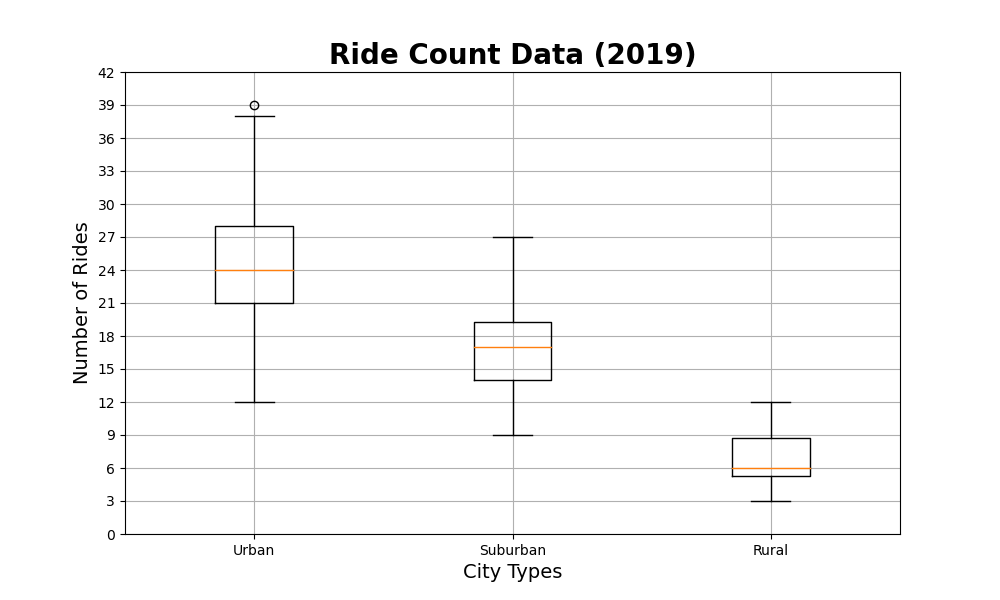 Ride Count Data (2019)
Number of Rides
42
39
36
33
30
27
24
21
18
15
12
9
6
3
0
Urban
Suburban
Rural
City Types